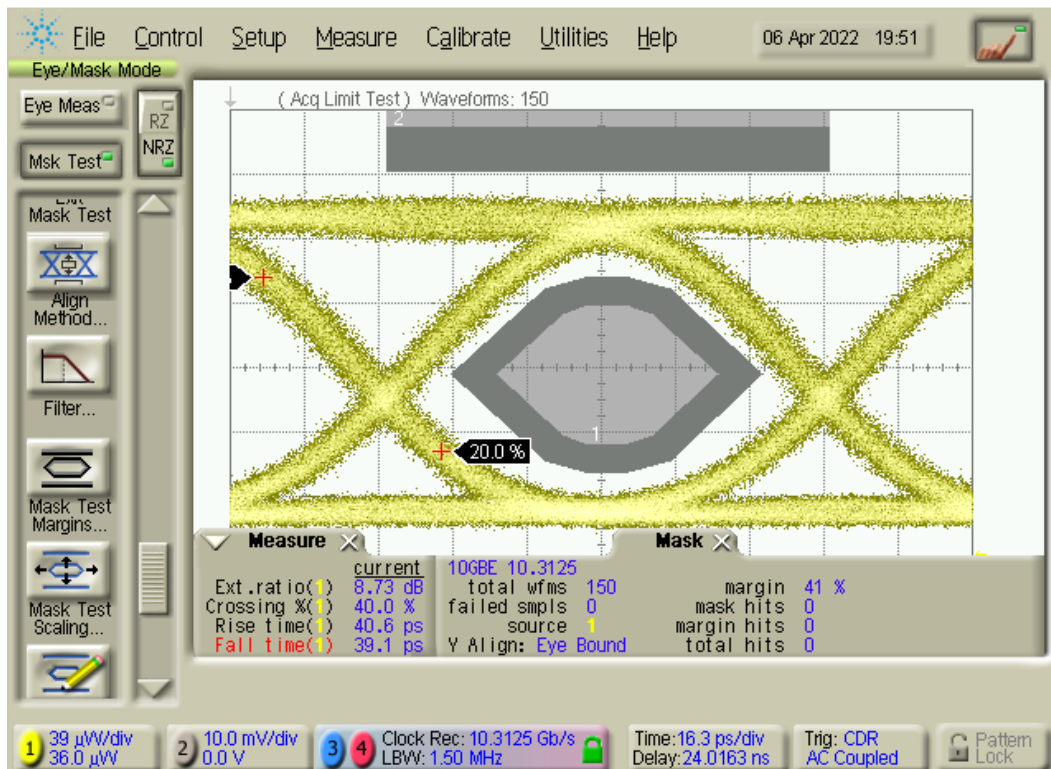 File Control Setup Measure Calibrate Utilities Help 06 Apr 2022 19:51
Eye/Mask Mode
Eye Meas
RZ
NRZ
Msk Test
Mask Test
Align
Method...
Filter...
Mask Test
Margins...
Mask Test
Scaling...
( Acq Limit Test ) Waveforms: 150
2
1
20.0 %
Measure
current
Ext.ratio(1) 8.73 dB
Crossing %(1) 40.0 %
Rise time(1) 40.6 ps
Fall time(1) 39.1 ps
Mask
10GBE 10.3125
total wfms 150 margin 41 %
failed smpls 0 mask hits 0
source 1 margin hits 0
Y Align: Eye Bound total hits 0
1 39 µW/div
36.0 µW
2 10.0 mV/div
0.0 V
3 4 Clock Rec: 10.3125 Gb/s
LBW: 1.50 MHz
Time:16.3 ps/div
Delay:24.0163 ns
Trig: CDR
AC Coupled
Pattern
Lock